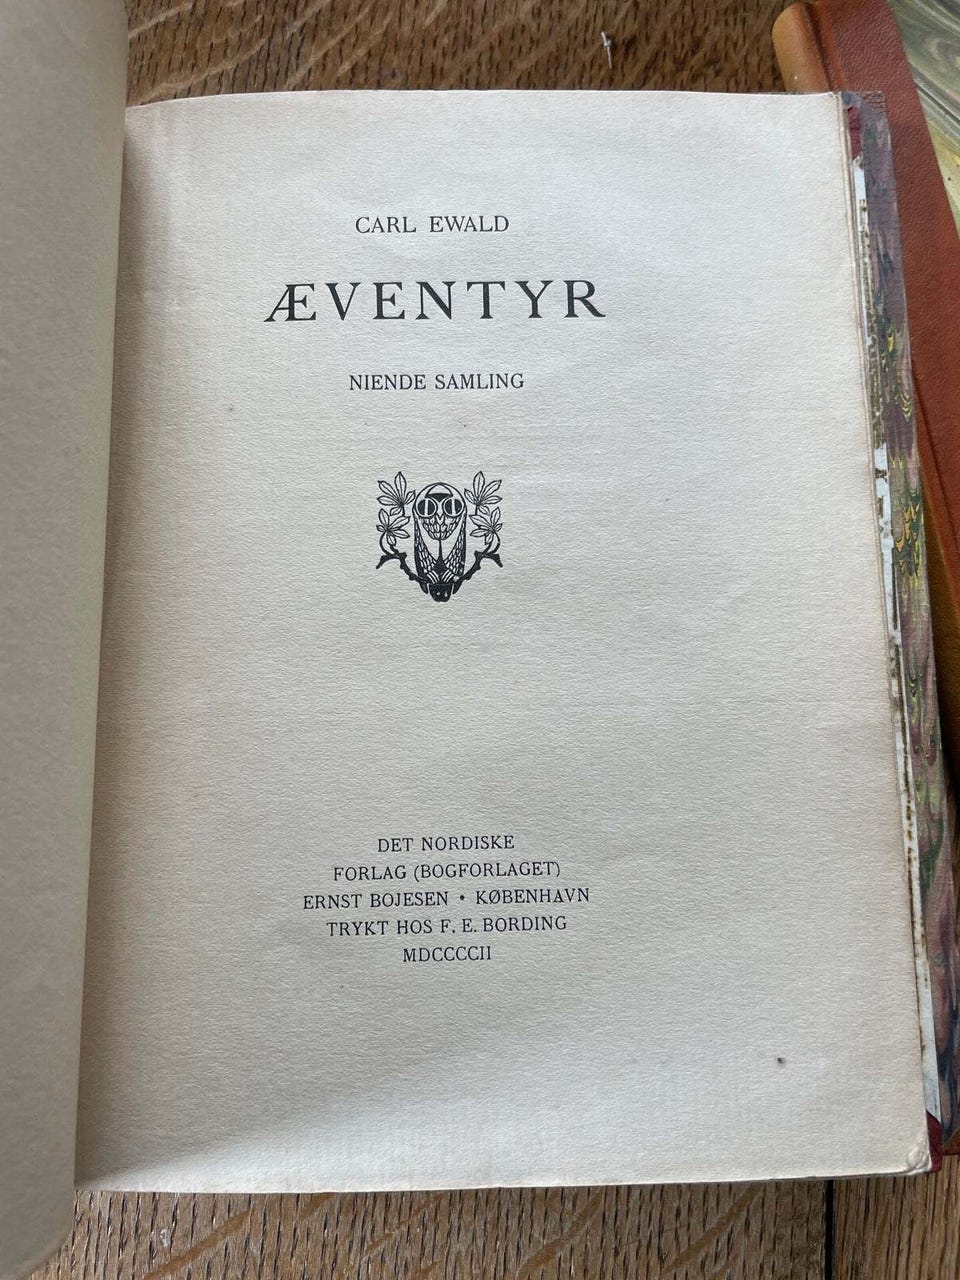 CARL EWALD
ÆVENTYR
NIENDE SAMLING
DET NORDISKE
FORLAG (BOGFORLAGET)
ERNST BOJESEN • KØBENHAVN
TRYKT HOS F. E. BORDING
MDCCCCII